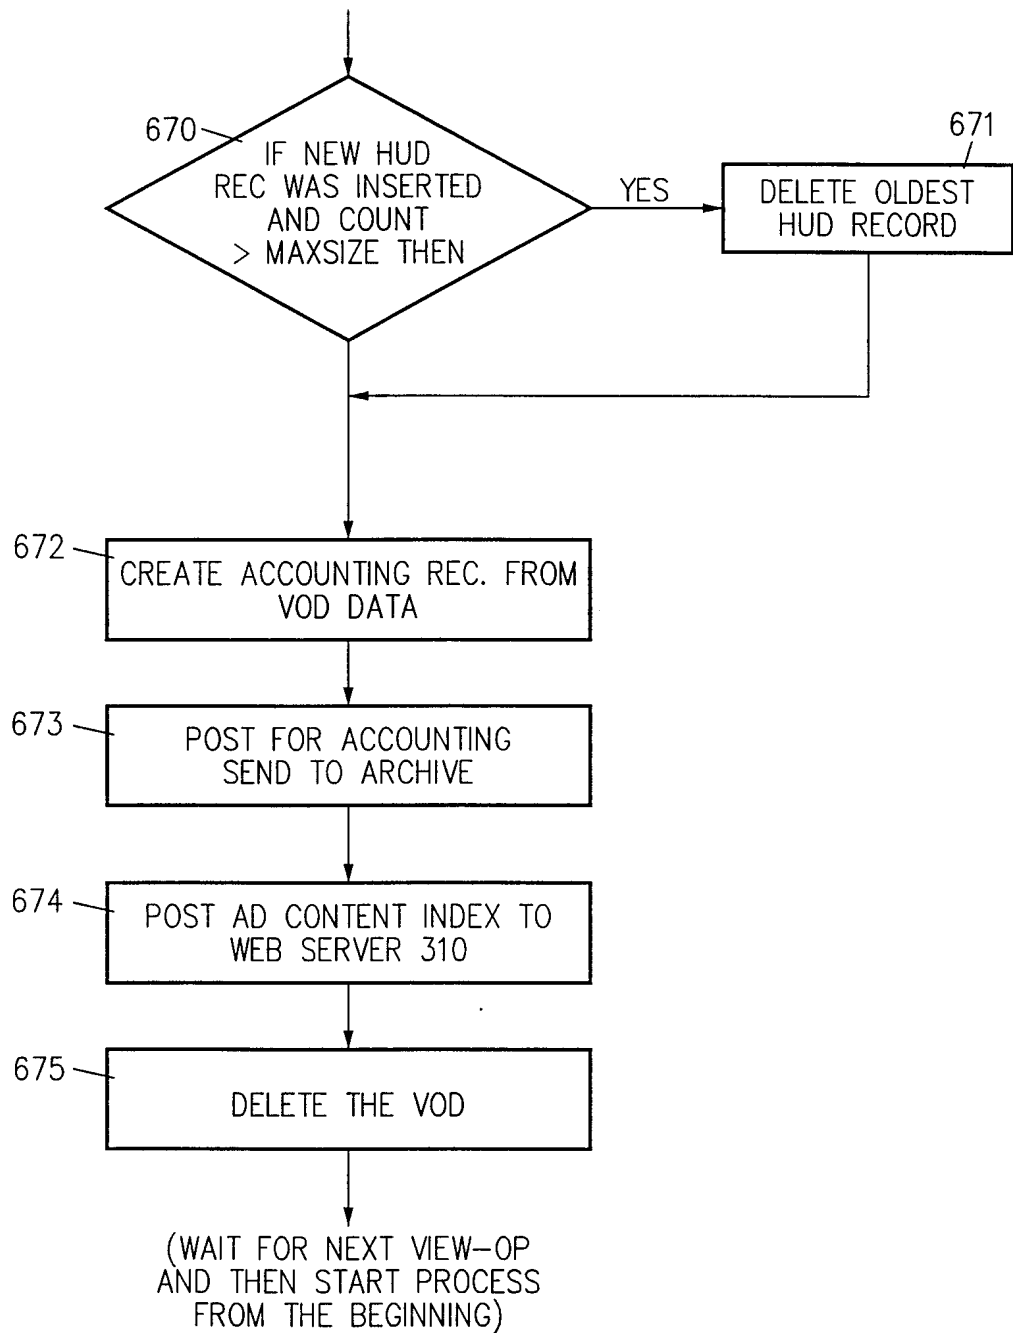 670
IF NEW HUD
REC WAS INSERTED
AND COUNT
> MAXSIZE THEN
YES
671
DELETE OLDEST
HUD RECORD
672
CREATE ACCOUNTING REC. FROM
VOD DATA
673
POST FOR ACCOUNTING
SEND TO ARCHIVE
674
POST AD CONTENT INDEX TO
WEB SERVER 310
675
DELETE THE VOD
(WAIT FOR NEXT VIEW-OP
AND THEN START PROCESS
FROM THE BEGINNING)